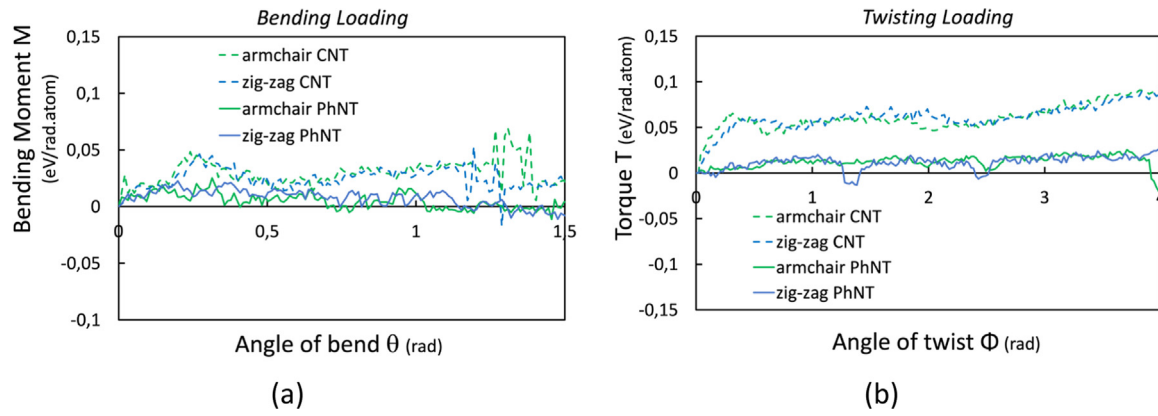 Bending Loading
Bending Moment M
(eV/rad.atom)
0,15
0,1
0,05
0
-0,05
-0,1
armchair CNT
zig-zag CNT
armchair PhNT
zig-zag PhNT
0
0,5
1
1,5
Angle of bend θ (rad)
(a)
Twisting Loading
Torque T (eV/rad.atom)
0,15
0,1
0,05
0
-0,05
-0,1
-0,15
0
1
2
3
4
armchair CNT
zig-zag CNT
armchair PhNT
zig-zag PhNT
Angle of twist Φ (rad)
(b)